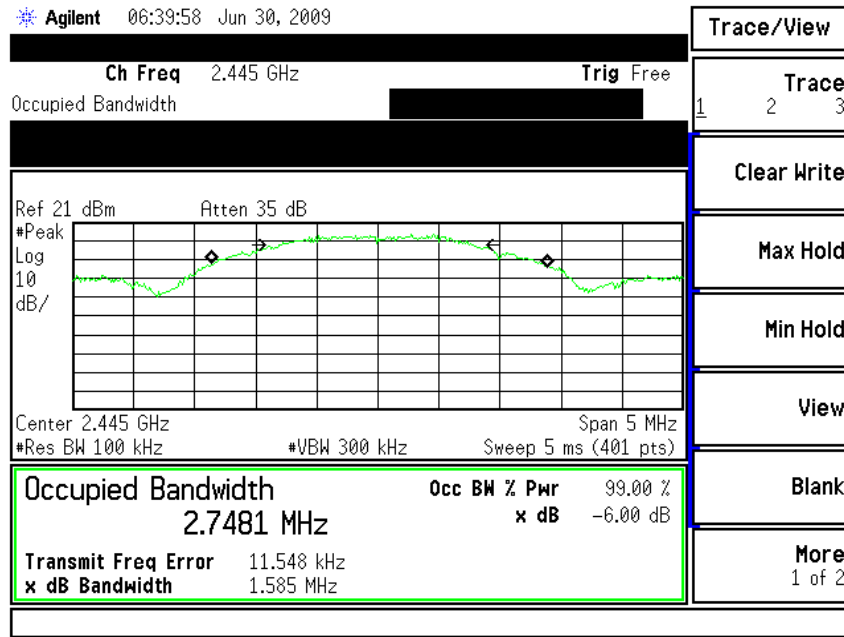 Agilent 06:39:58 Jun 30, 2009
Trace/View
Ch Freq 2.445 GHz Trig Free
Occupied Bandwidth
Trace
1 2 3
Clear Write
Max Hold
Min Hold
View
Blank
More
1 of 2
Ref 21 dBm Atten 35 dB
#Peak
Log
10
dB/
Center 2.445 GHz Span 5 MHz
#Res BW 100 kHz #VBW 300 kHz Sweep 5 ms (401 pts)
Occupied Bandwidth Occ BW % Pwr 99.00 %
2.7481 MHz x dB -6.00 dB
Transmit Freq Error 11.548 kHz
x dB Bandwidth 1.585 MHz